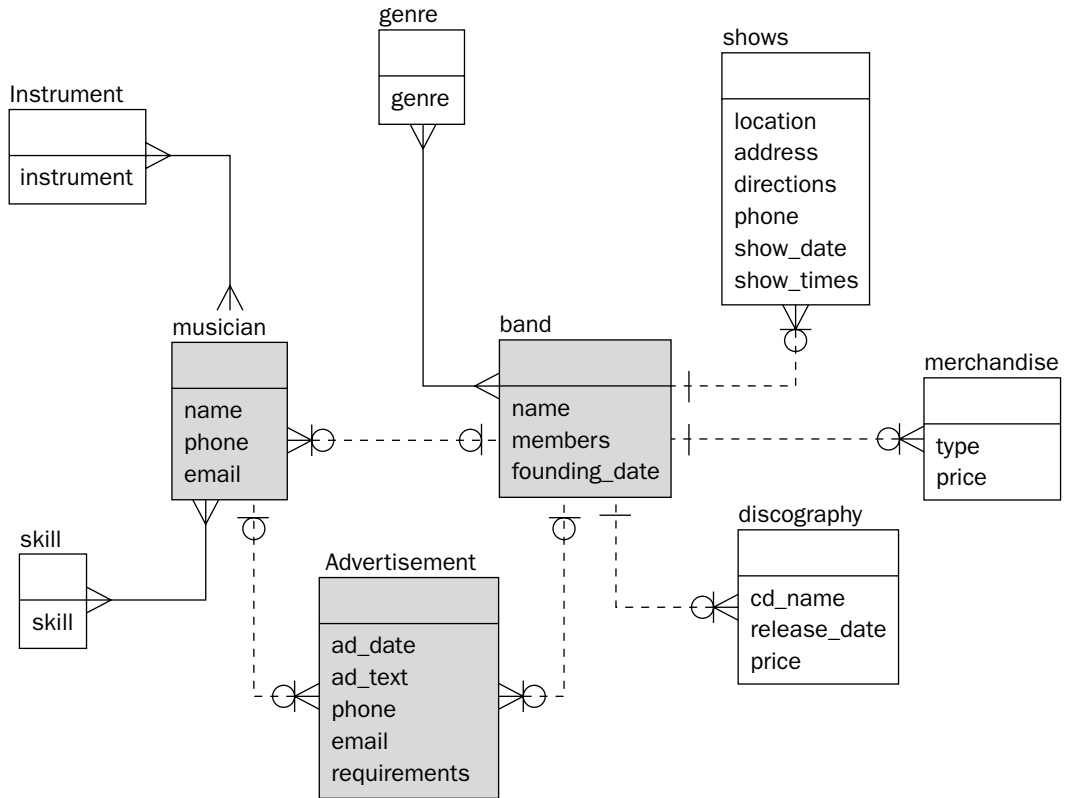 genre
genre
shows
location
address
directions
phone
show_date
show_times
Instrument
instrument
musician
name
phone
email
band
name
members
founding_date
merchandise
type
price
skill
skill
Advertisement
ad_date
ad_text
phone
email
requirements
discography
cd_name
release_date
price